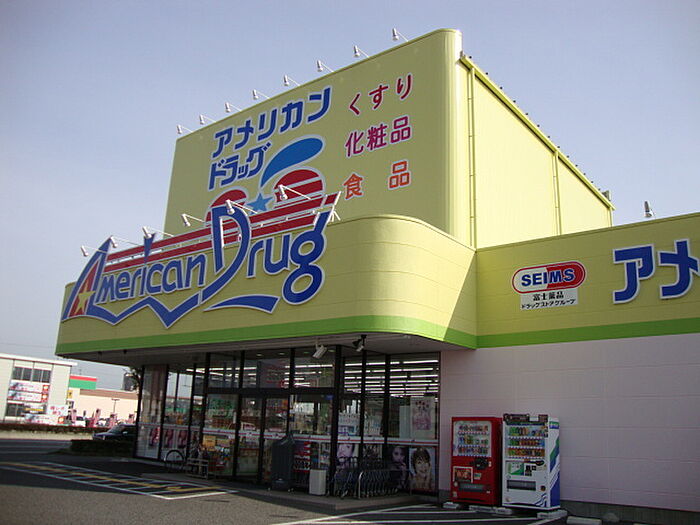 アメリカン
ドラッグ
くすり
化粧品
食品
American Drug
SEIMS
富士薬品
ドラッグストアグループ
アメ